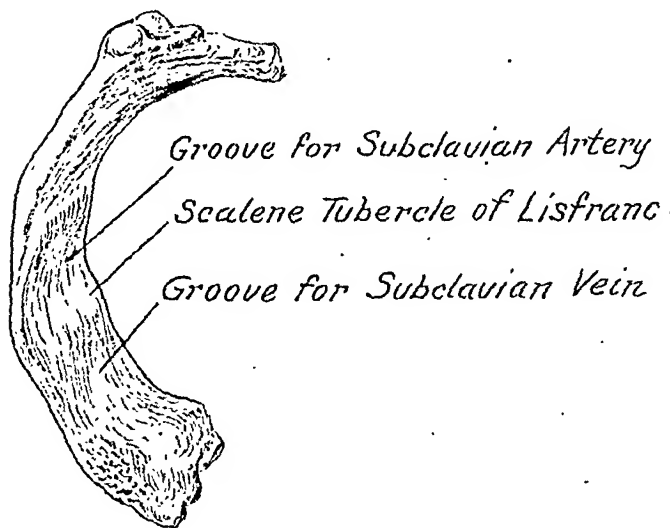 Groove for Subclavian Artery
Scalene Tubercle of Lisfranc
Groove for Subclavian Vein